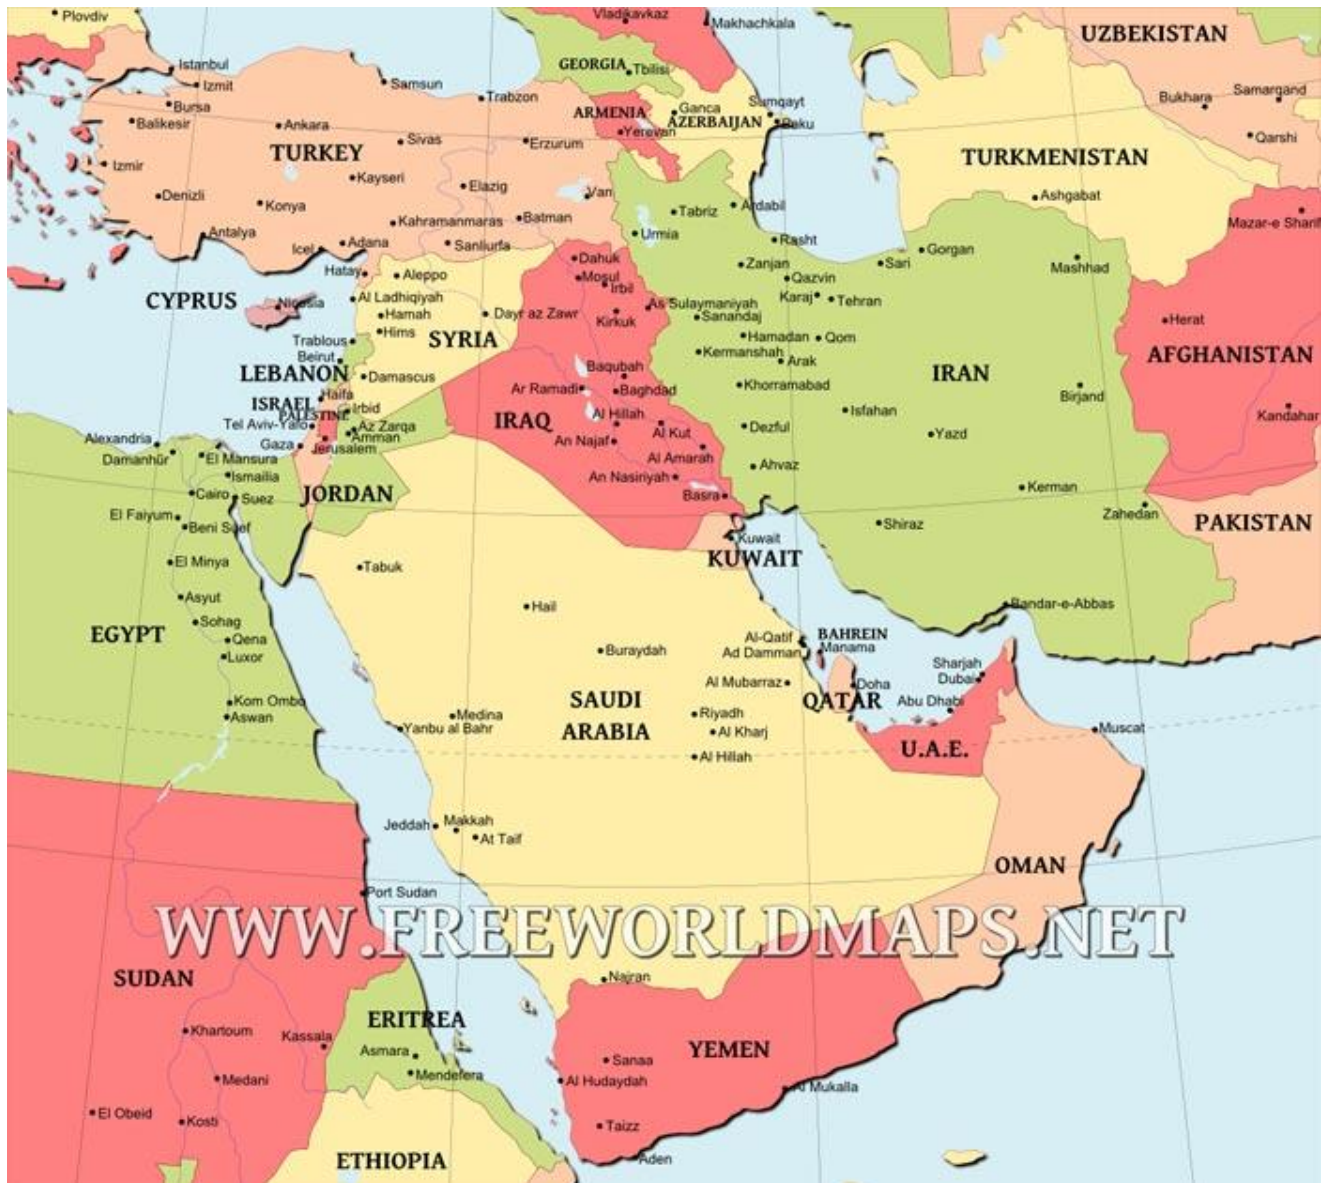 Plovdiv
Vladikavkaz
Makhachkala
UZBEKISTAN
Istanbul
GEORGIA
Tbilisi
Izmit
Samsun
Samarqand
Bursa
Trabzon
Ganca
Sumqayt
Bukhara
ARMENIA
AZERBAIJAN
Baku
Balikesir
Ankara
Yerevan
Sivas
Erzurum
Qarshi
TURKEY
TURKMENISTAN
Izmir
Kayseri
Elazig
Van
Ashgabat
Denizli
Konya
Ardabil
Tabriz
Kahramanmaras
Batman
Mazar-e Sharif
Antalya
Urmia
Rasht
Icel
Adana
Sanliurfa
Gorgan
Dahuk
Zanjan
Sari
Mashhad
Hatay
Aleppo
Mosul
Qazvin
Irbil
CYPRUS
Nicosia
Al Ladhiqiyah
Karaj
Tehran
As Sulaymaniyah
Hamah
Dayr az Zawr
Sanandaj
Kirkuk
Herat
Hims
SYRIA
Hamadan
Qom
Trablous
Kermanshah
Beirut
Arak
AFGHANISTAN
LEBANON
Damascus
Baqubah
IRAN
Ar Ramadi
Baghdad
Khorramabad
Birjand
Haifa
ISRAEL
Irbid
PALESTINE
Al Hillah
Isfahan
Kandahar
IRAQ
Tel Aviv-Yafo
Az Zarqa
Al Kut
Dezful
Yazd
Alexandria
Amman
Gaza
Jerusalem
An Najaf
Damanhūr
El Mansura
Al Amarah
Ahvaz
Ismailia
An Nasiriyah
Cairo
Suez
JORDAN
Basra
Kerman
El Faiyum
Zahedan
Beni Suef
Shiraz
PAKISTAN
Kuwait
KUWAIT
El Minya
Tabuk
Asyut
Hail
Bandar-e-Abbas
Sohag
EGYPT
Qena
Al-Qatif
BAHREIN
Luxor
Buraydah
Ad Damman
Manama
Sharjah
Dubai
Al Mubarraz
Doha
SAUDI
QATAR
Abu Dhabi
Kom Ombo
Aswan
Medina
Riyadh
Yanbu al Bahr
ARABIA
Al Kharj
Muscat
U.A.E.
Al Hillah
Jeddah
Makkah
At Taif
OMAN
Port Sudan
WWW.FREEWORLDMAPS.NET
SUDAN
Najran
ERITREA
Khartoum
Kassala
Asmara
YEMEN
Sanaa
Medani
Mendefera
Al Hudaydah
Al Mukalla
El Obeid
Kosti
Taizz
ETHIOPIA
Aden